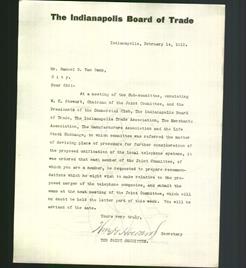 The Indianapolis Board of Trade
Indianapolis, February 14, 1912.
Mr. Samuel D.
City.
Dear Sir:
At a meeting of the Sub-committee, consisting
W. K. Stewart, Chairman of the Joint Committee, and the
Presidents of the Commercial Club, The Indianapolis Board
of Trade, The Indianapolis Trade Association, The Merchants
Association, The Manufacturers Association and the Live
Stock Exchange, to which committee was referred the matter
of devising plans of procedure for further consideration of
the proposed unification of the local telephone systems, it
was ordered that each member of the Joint Committee, of
which you are a member, be requested to prepare recommen-
dations which he might wish to make relative to the pro-
posed merger of the telephone companies, and submit the
same at the next meeting of the Joint Committee, which will
no doubt be held the latter part of this week. You will be
advised of the date.
Yours very truly,
Secretary
THE JOINT COMMITTEE.